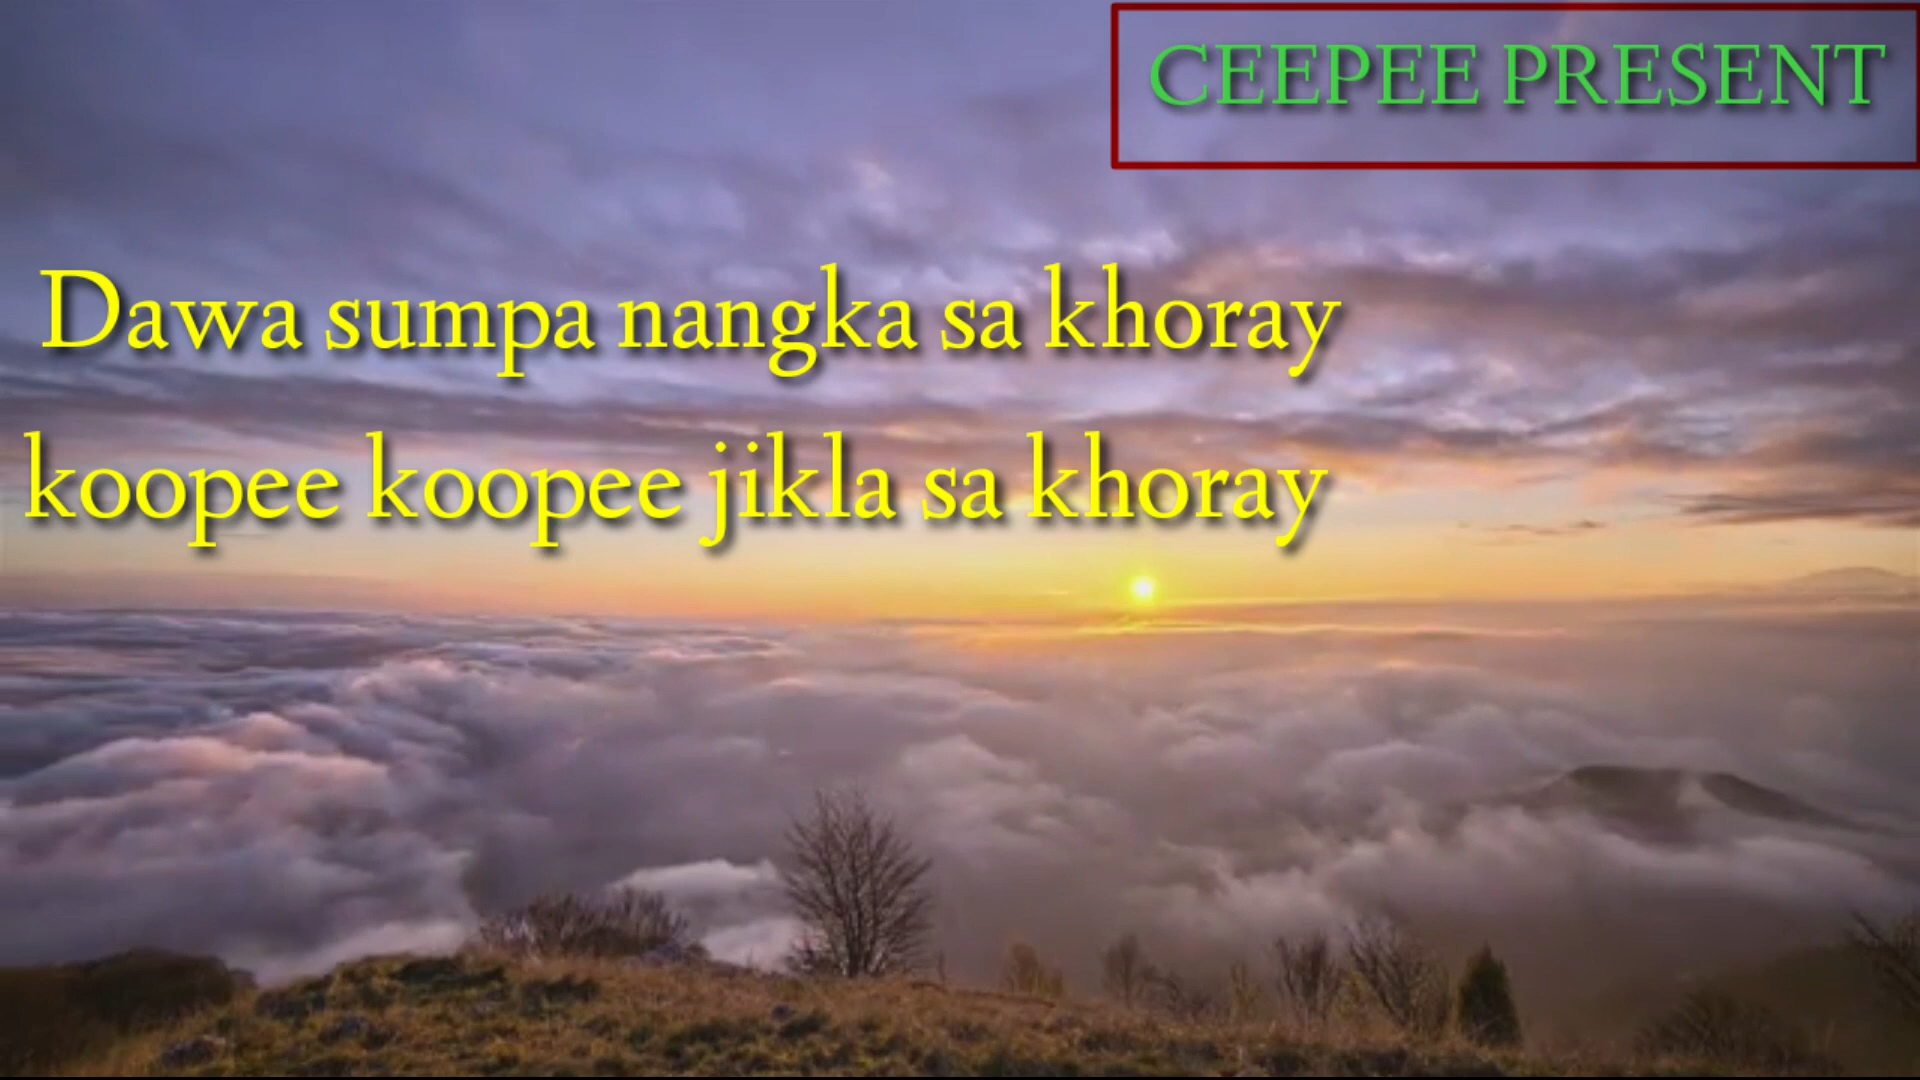 CEEPEE PRESENT
Dawa sumpa nangka sa khoray
koopee koopee jikla sa khoray